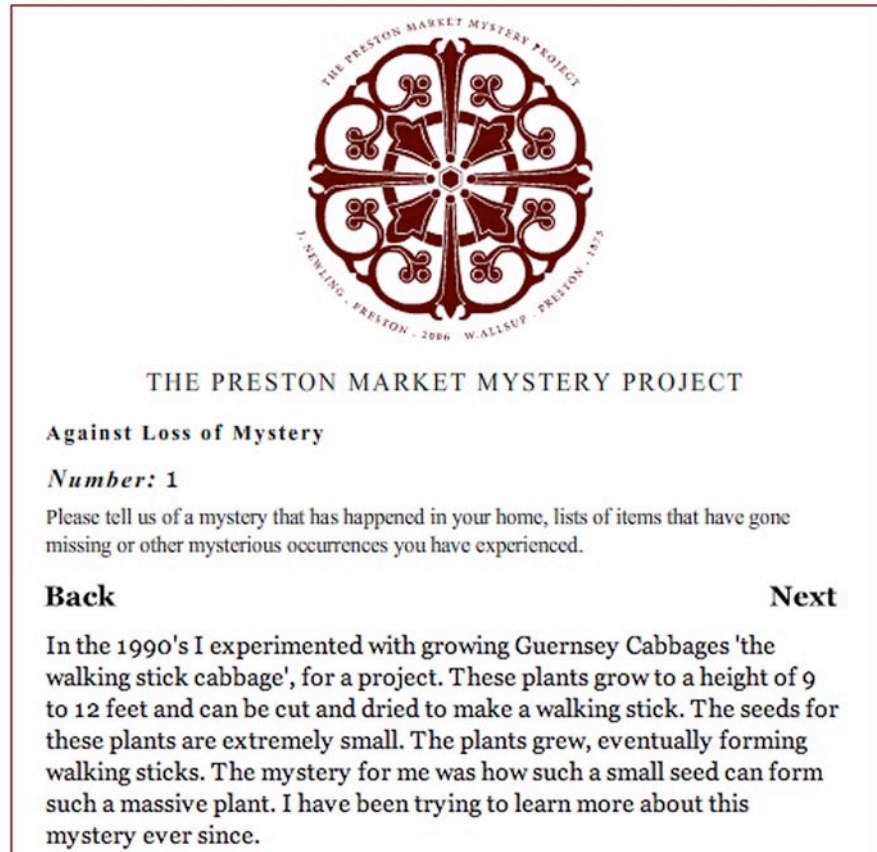 THE PRESTON MARKET MYSTERY PROJECT
J. NEWLING . PRESTON . 2006 W.ALLSUP . PRESTON . 1875
THE PRESTON MARKET MYSTERY PROJECT
Against Loss of Mystery
Number: 1
Please tell us of a mystery that has happened in your home, lists of items that have gone
missing or other mysterious occurrences you have experienced.
Back Next
In the 1990's I experimented with growing Guernsey Cabbages 'the
walking stick cabbage', for a project. These plants grow to a height of 9
to 12 feet and can be cut and dried to make a walking stick. The seeds for
these plants are extremely small. The plants grew, eventually forming
walking sticks. The mystery for me was how such a small seed can form
such a massive plant. I have been trying to learn more about this
mystery ever since.